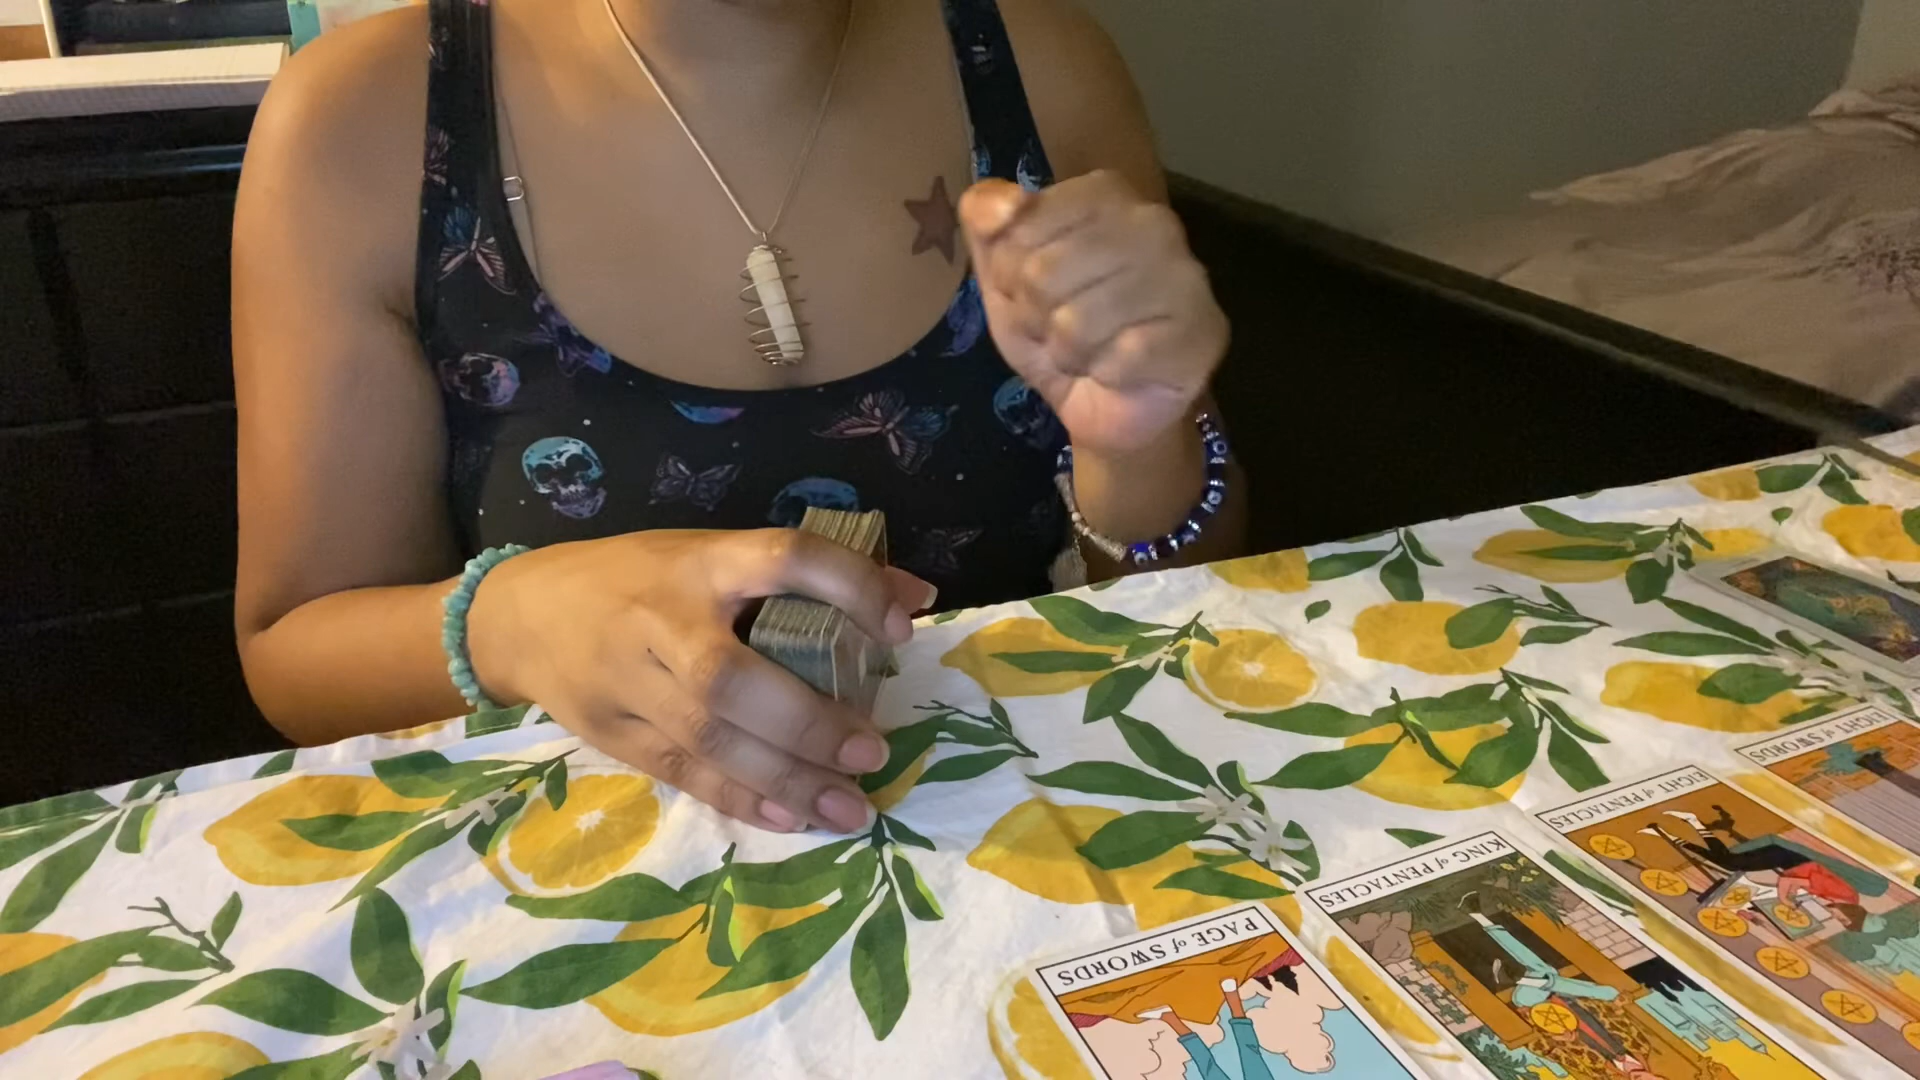 PAGE of SWORDS
KING of PENTACLES
EIGHT of PENTACLES
EIGHT of SWORDS